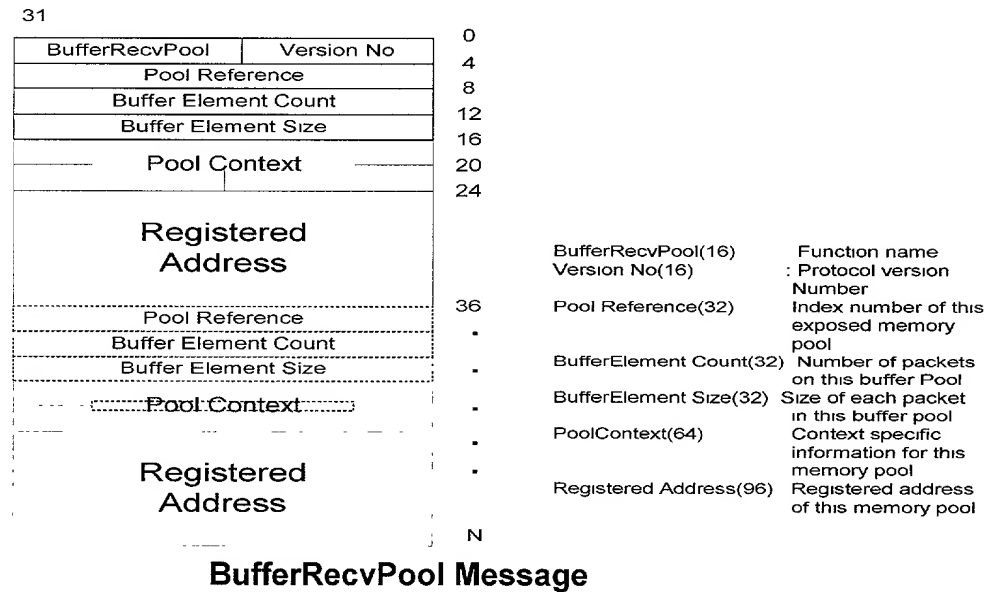 31
0
BufferRecvPool Version No
4
Pool Reference
8
Buffer Element Count
12
Buffer Element Size
16
Pool Context
20
24
Registered
Address
36
Pool Reference
Buffer Element Count
Buffer Element Size
Pool Context
Registered
Address
N
BufferRecvPool(16) Function name
Version No(16) : Protocol version
Number
Pool Reference(32) Index number of this
exposed memory
pool
BufferElement Count(32) Number of packets
on this buffer Pool
BufferElement Size(32) Size of each packet
in this buffer pool
PoolContext(64) Context specific
information for this
memory pool
Registered Address(96) Registered address
of this memory pool
BufferRecvPool Message